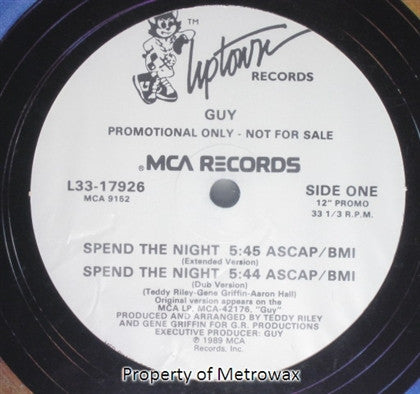 TM
Uptown
RECORDS
GUY
PROMOTIONAL ONLY - NOT FOR SALE
®MCA RECORDS
L33-17926
MCA 9152
SIDE ONE
12" PROMO
33 1/3 R.P.M.
SPEND THE NIGHT 5:45 ASCAP/BMI
(Extended Version)
SPEND THE NIGHT 5:44 ASCAP/BMI
(Dub Version)
(Teddy Riley-Gene Griffin-Aaron Hall)
Original version appears on the
MCA LP, MCA-42176, "Guy"
PRODUCED AND ARRANGED BY TEDDY RILEY
AND GENE GRIFFIN FOR G.R. PRODUCTIONS
EXECUTIVE PRODUCER: GUY
℗ 1989 MCA
Records, Inc.
Property of Metrowax